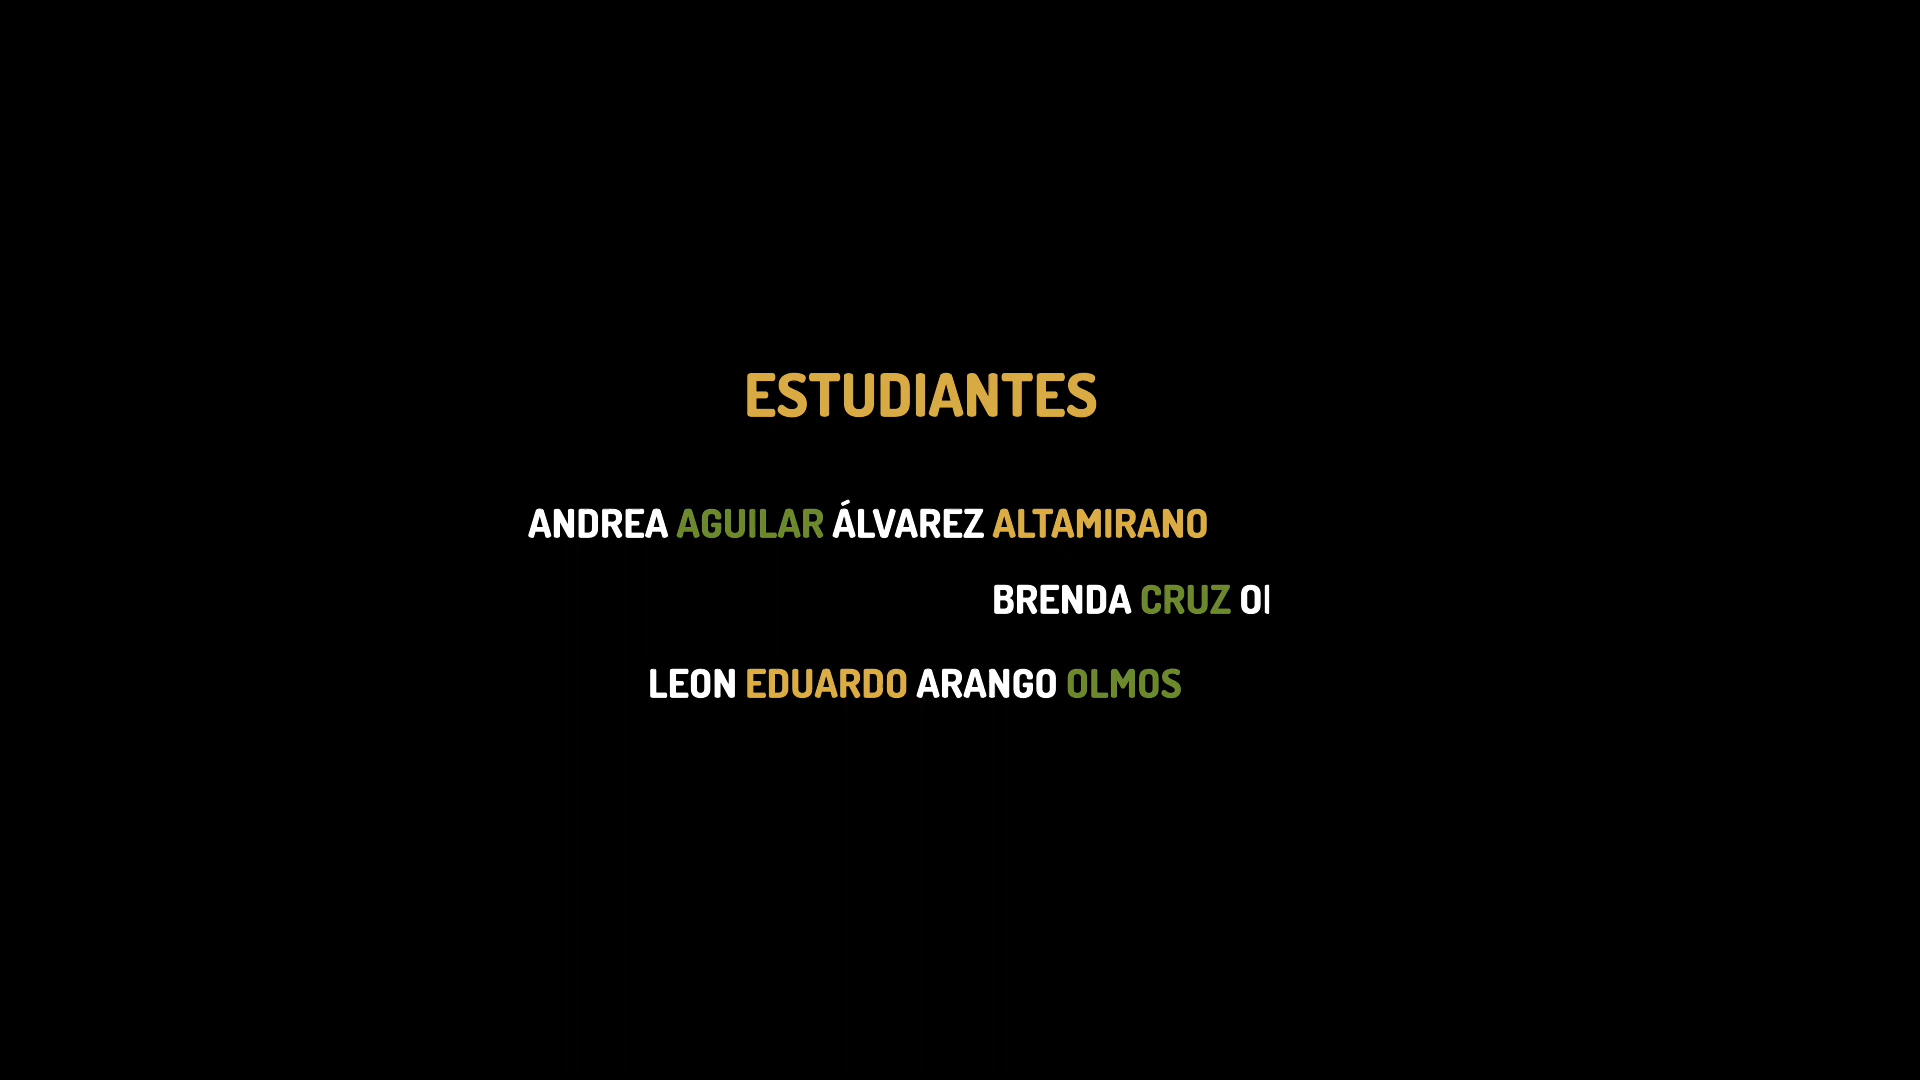 ESTUDIANTES
ANDREA AGUILAR ÁLVAREZ ALTAMIRANO
BRENDA CRUZ
LEON EDUARDO ARANGO OLMOS